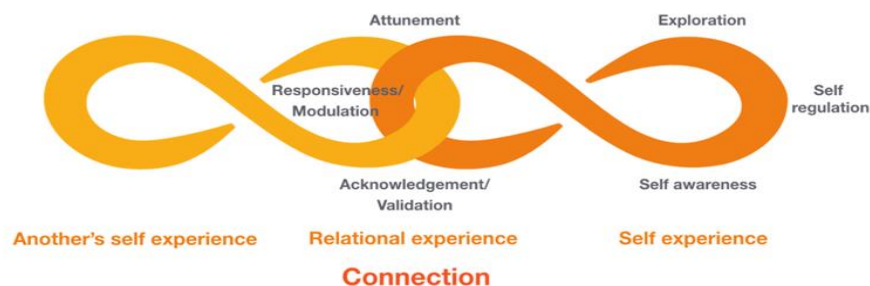 Attunement
Exploration
Responsiveness/
Modulation
Self
regulation
Acknowledgement/
Validation
Self awareness
Another's self experience
Relational experience
Self experience
Connection